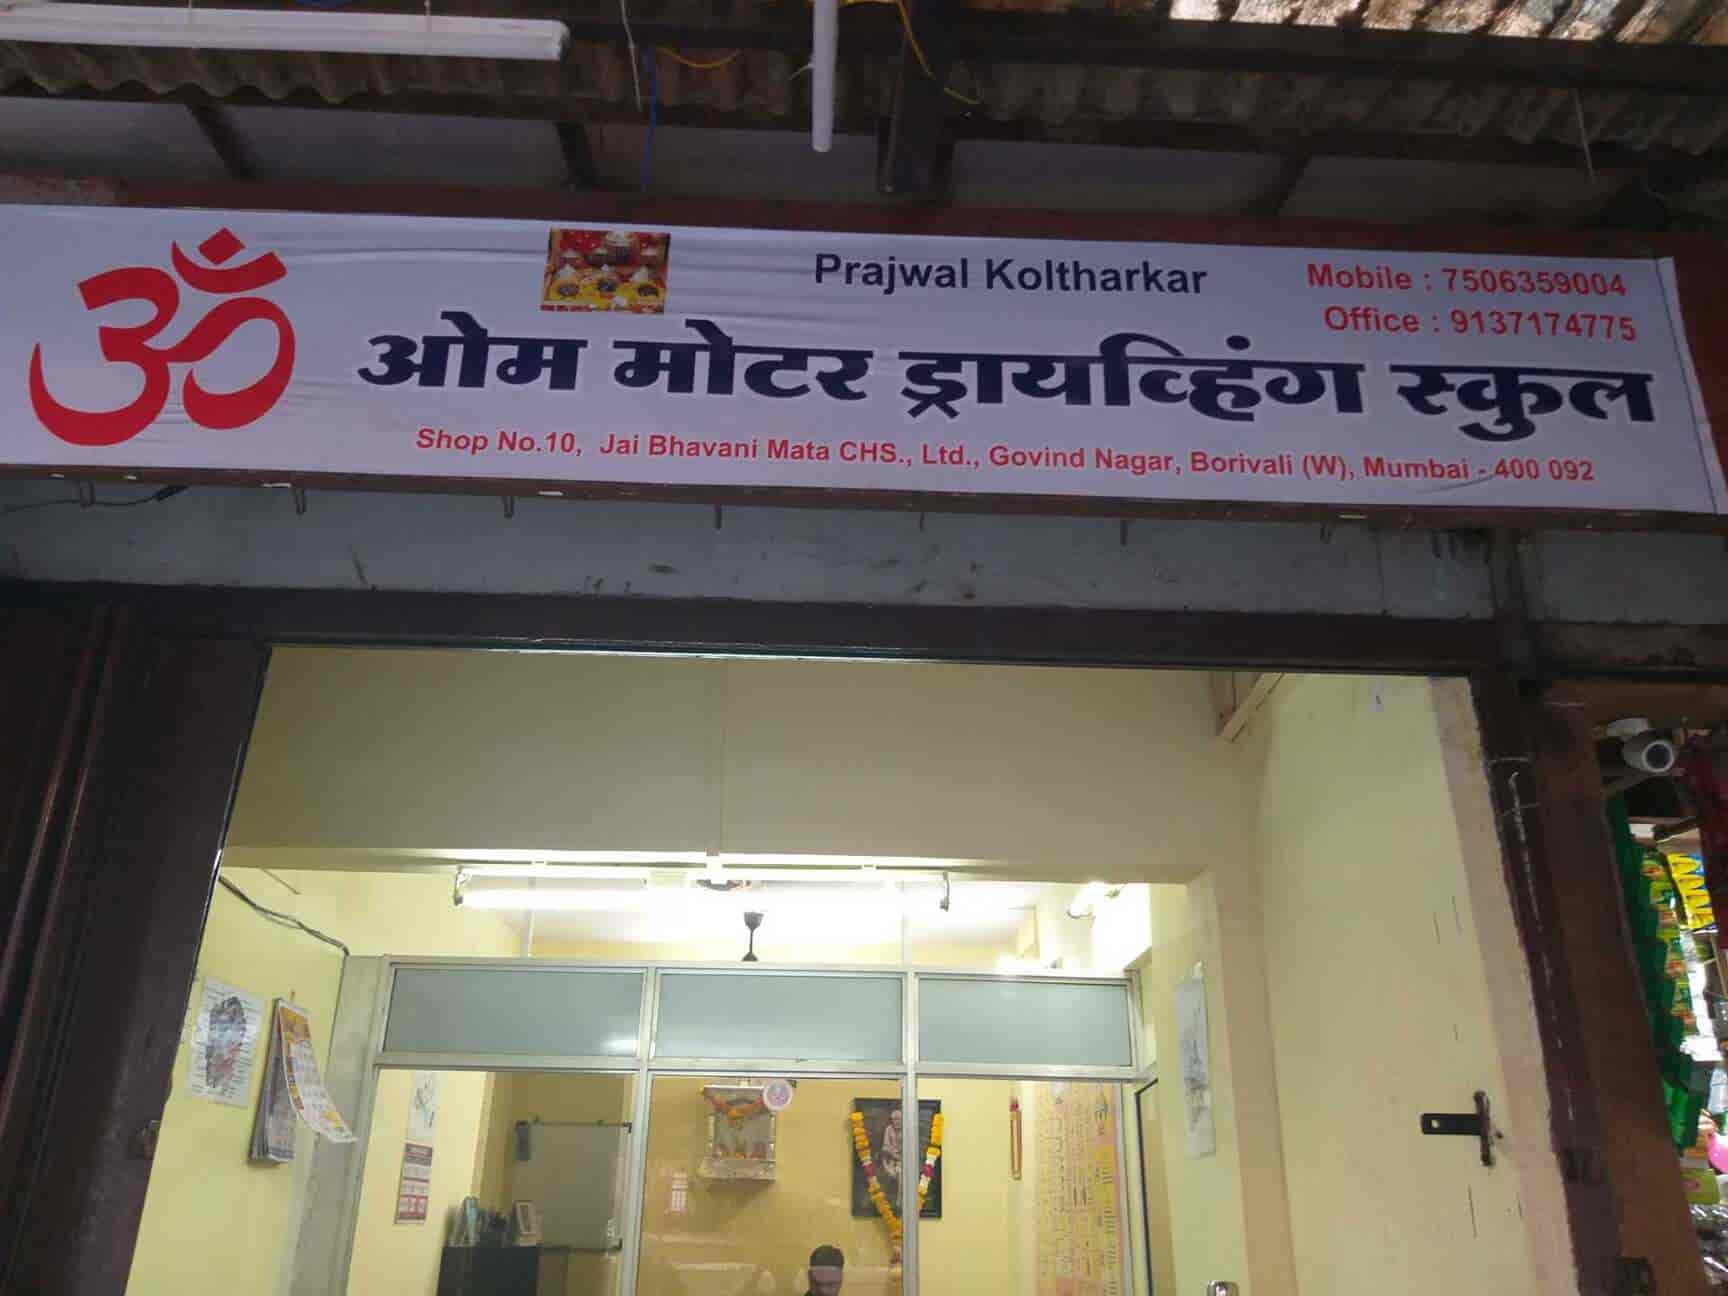 ॐ
Prajwal Koltharkar
Mobile : 7506359004
Office : 9137174775
ओम मोटर ड्रायव्हिंग स्कुल
Shop No.10, Jai Bhavani Mata CHS., Ltd., Govind Nagar, Borivali (W), Mumbai - 400 092